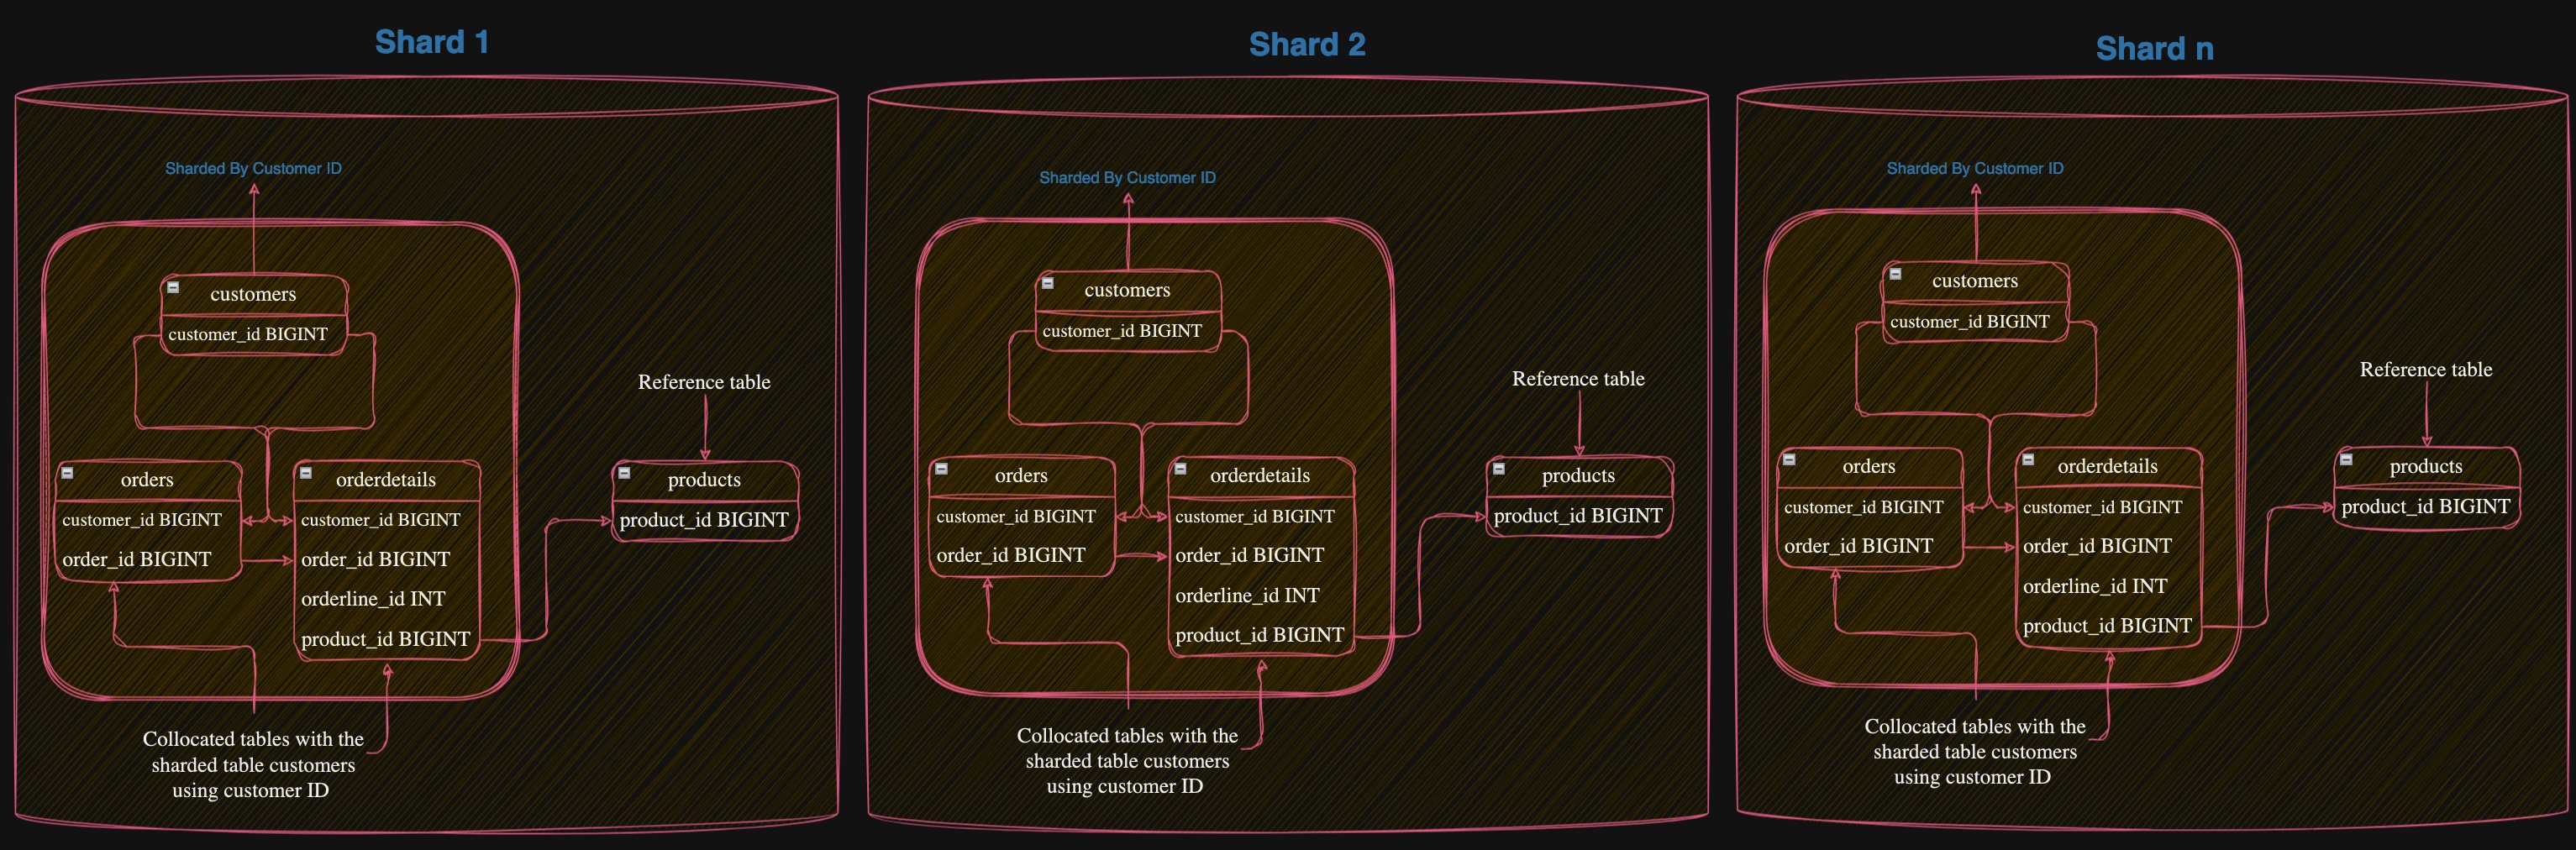 Shard 1
Sharded By Customer ID
customers
customer_id BIGINT
Reference table
orders
customer_id BIGINT
order_id BIGINT
orderdetails
customer_id BIGINT
order_id BIGINT
orderline_id INT
product_id BIGINT
products
product_id BIGINT
Collocated tables with the
sharded table customers
using customer ID
Shard 2
Sharded By Customer ID
customers
customer_id BIGINT
Reference table
orders
customer_id BIGINT
order_id BIGINT
orderdetails
customer_id BIGINT
order_id BIGINT
orderline_id INT
product_id BIGINT
products
product_id BIGINT
Collocated tables with the
sharded table customers
using customer ID
Shard n
Sharded By Customer ID
customers
customer_id BIGINT
Reference table
orders
customer_id BIGINT
order_id BIGINT
orderdetails
customer_id BIGINT
order_id BIGINT
orderline_id INT
product_id BIGINT
products
product_id BIGINT
Collocated tables with the
sharded table customers
using customer ID